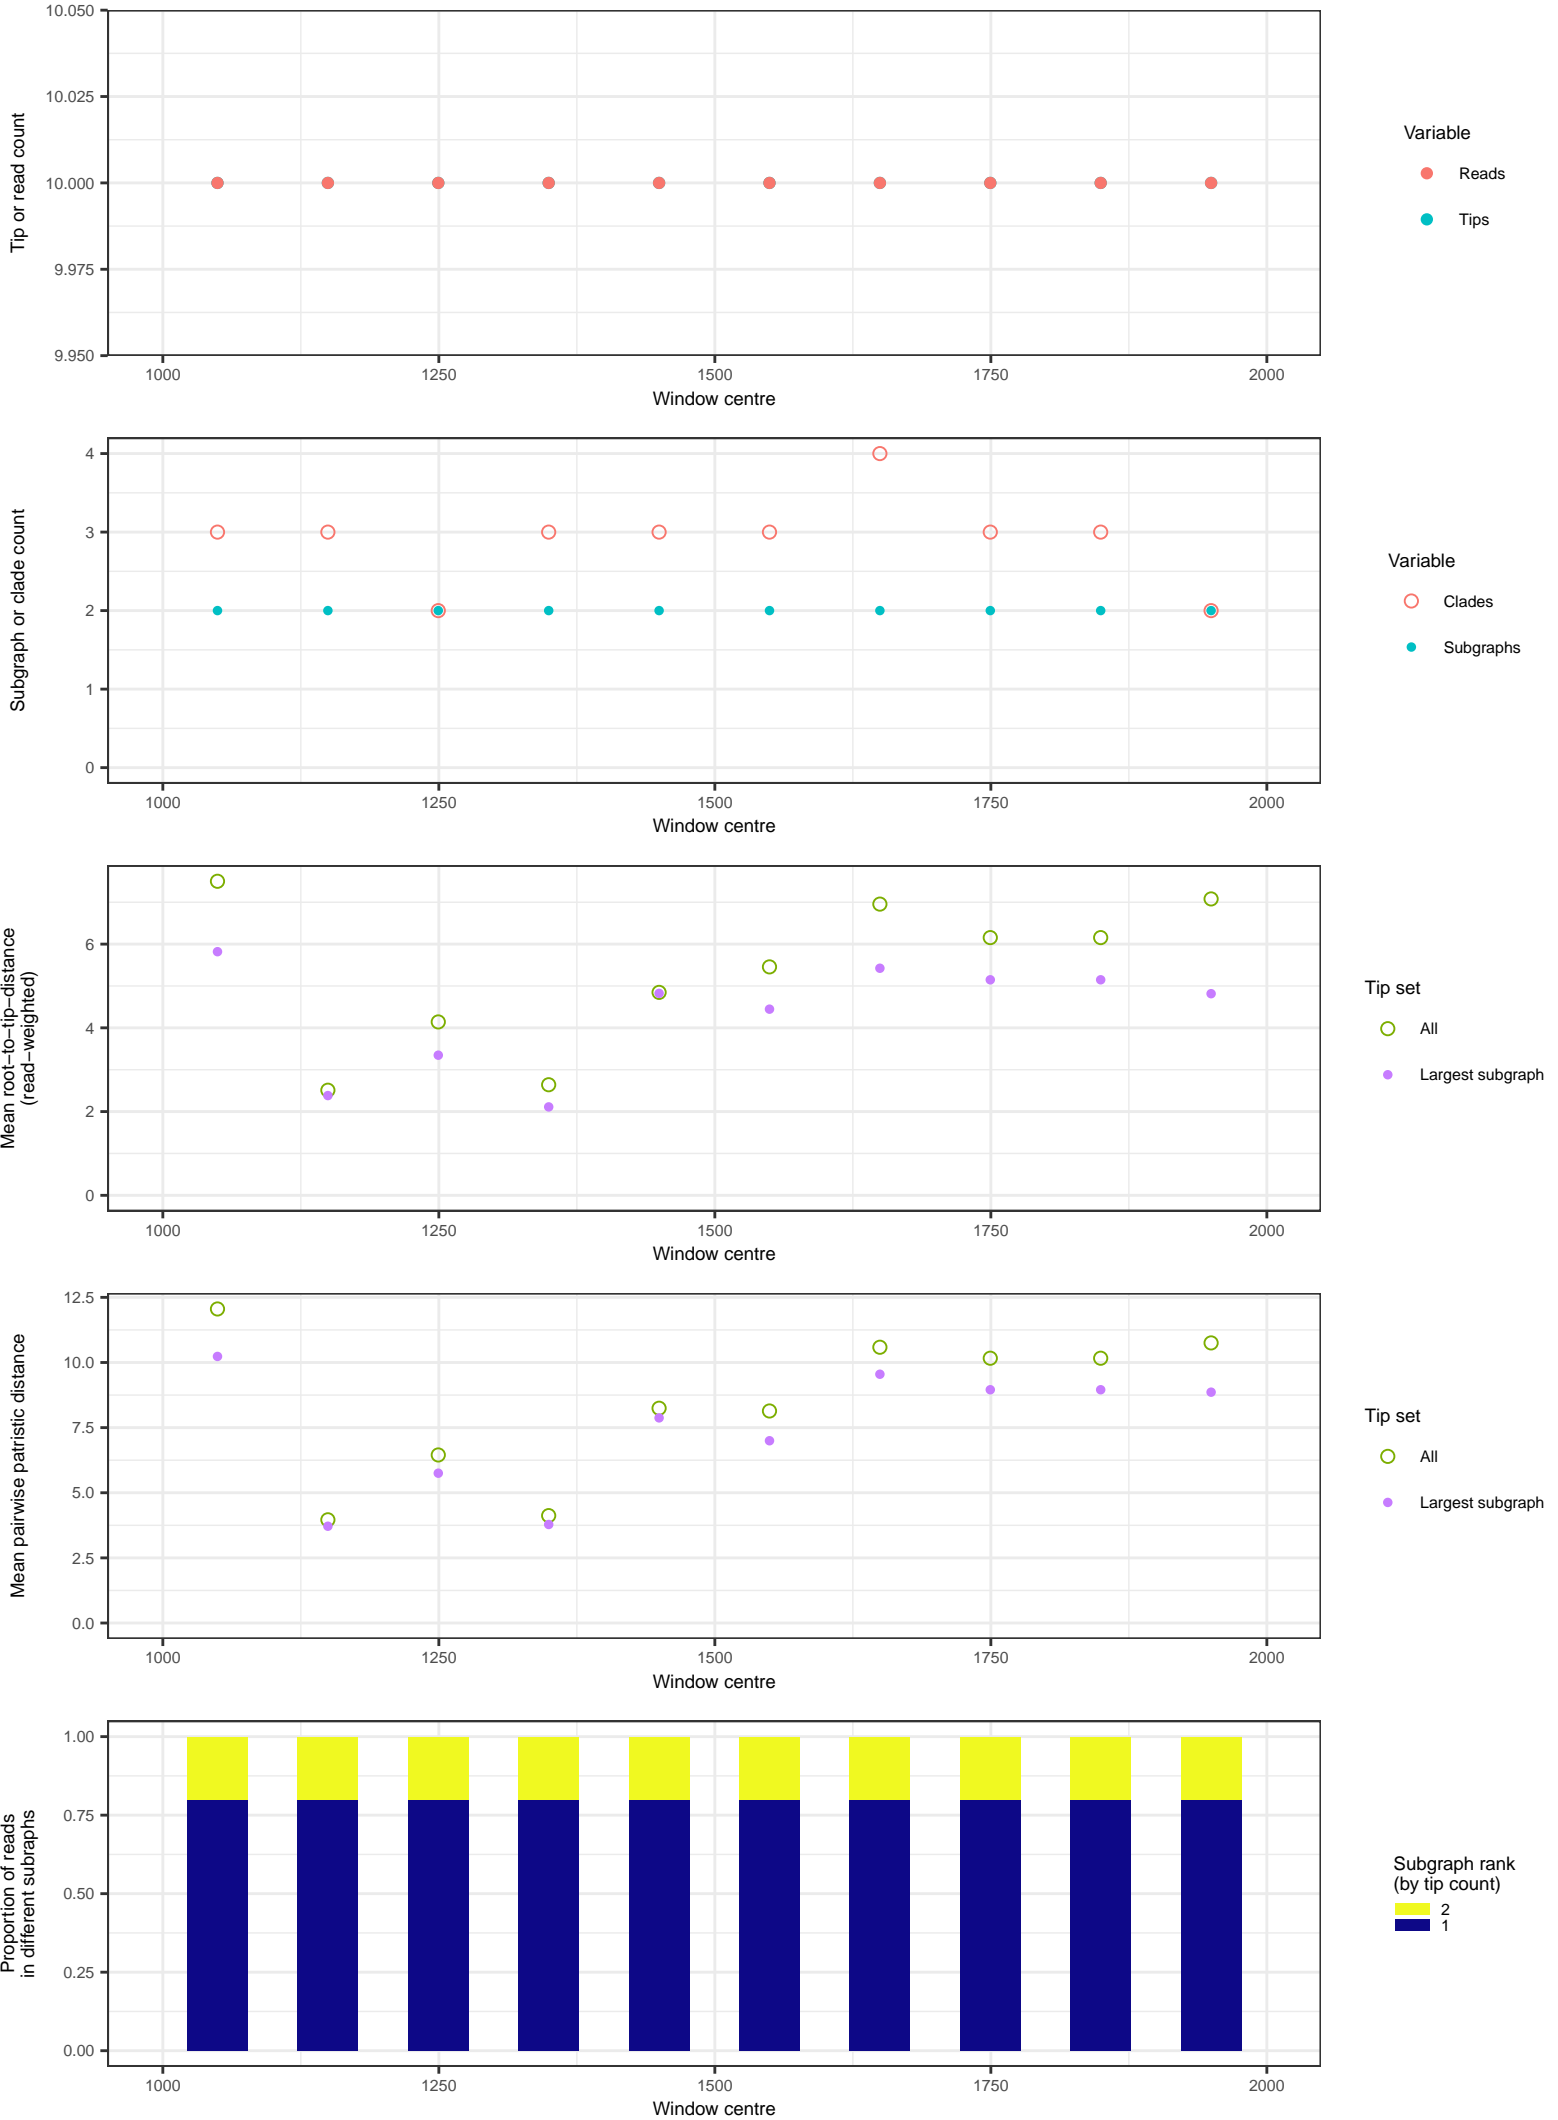 10.050
10.025
10.000
9.975
9.950
Tip or read count
1000
1250
1500
1750
2000
Window centre
Variable
Reads
Tips
4
3
2
1
0
Subgraph or clade count
1000
1250
1500
1750
2000
Window centre
Variable
Clades
Subgraphs
6
4
2
0
Mean root−to−tip−distance
(read−weighted)
1000
1250
1500
1750
2000
Window centre
Tip set
All
Largest subgraph
12.5
10.0
7.5
5.0
2.5
0.0
Mean pairwise patristic distance
1000
1250
1500
1750
2000
Window centre
Tip set
All
Largest subgraph
1.00
0.75
0.50
0.25
0.00
Proportion of reads
in different subraphs
1000
1250
1500
1750
2000
Window centre
Subgraph rank
(by tip count)
2
1